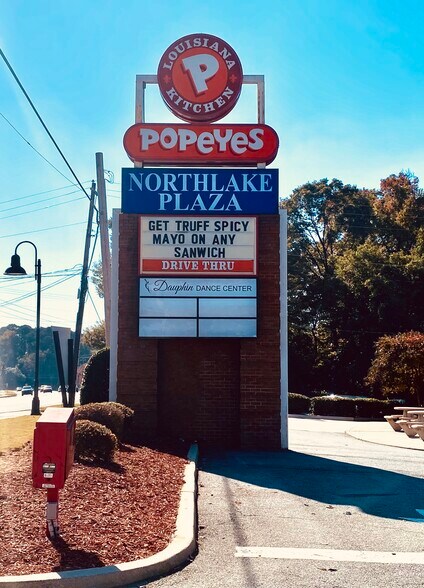 LOUISIANA
P
KITCHEN
POPEYES
NORTHLAKE
PLAZA
GET TRUFF SPICY
MAYO ON ANY
SANWICH
DRIVE THRU
Dauphin DANCE CENTER